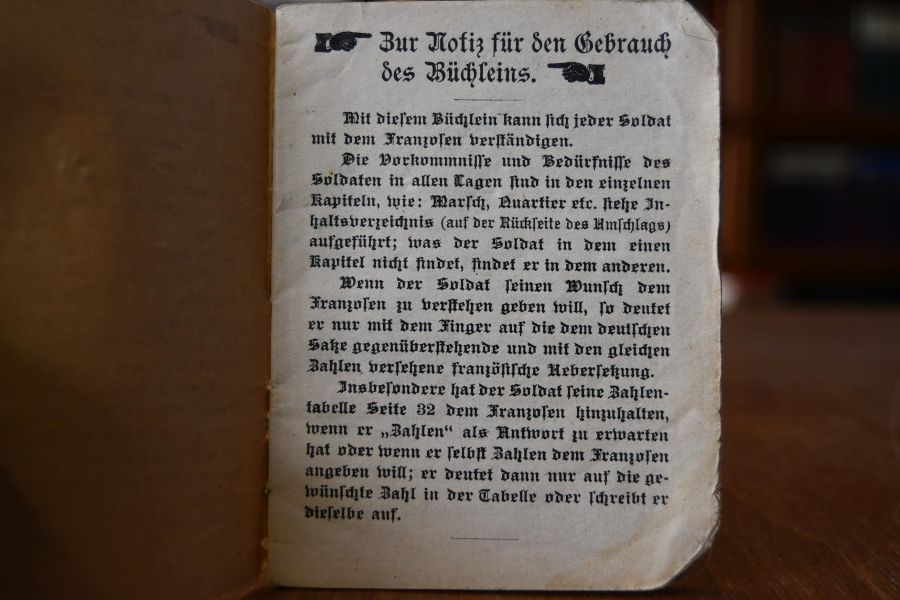 Zur Notiz für den Gebrauch
des Büchleins.
Mit diesem Büchlein kann sich jeder Soldat
mit dem Franzosen verständigen.
Die Vorkommnisse und Bedürfnisse des
Soldaten in allen Lagen sind in den einzelnen
Kapiteln, wie: Marsch, Quartier etc. siehe In-
haltsverzeichnis (auf der Rückseite des Umschlags)
aufgeführt; was der Soldat in dem einen
Kapitel nicht findet, findet er in dem anderen.
Wenn der Soldat seinen Wunsch dem
Franzosen zu verstehen geben will, so deutet
er nur mit dem Finger auf die dem deutschen
Satze gegenüberstehende und mit den gleichen
Zahlen versehene französische Uebersetzung.
Insbesondere hat der Soldat seine Zahlen-
tabelle Seite 32 dem Franzosen hinzuhalten,
wenn er „Zahlen“ als Antwort zu erwarten
hat oder wenn er selbst Zahlen dem Franzosen
angeben will; er deutet dann nur auf die ge-
wünschte Zahl in der Tabelle oder schreibt er
dieselbe auf.